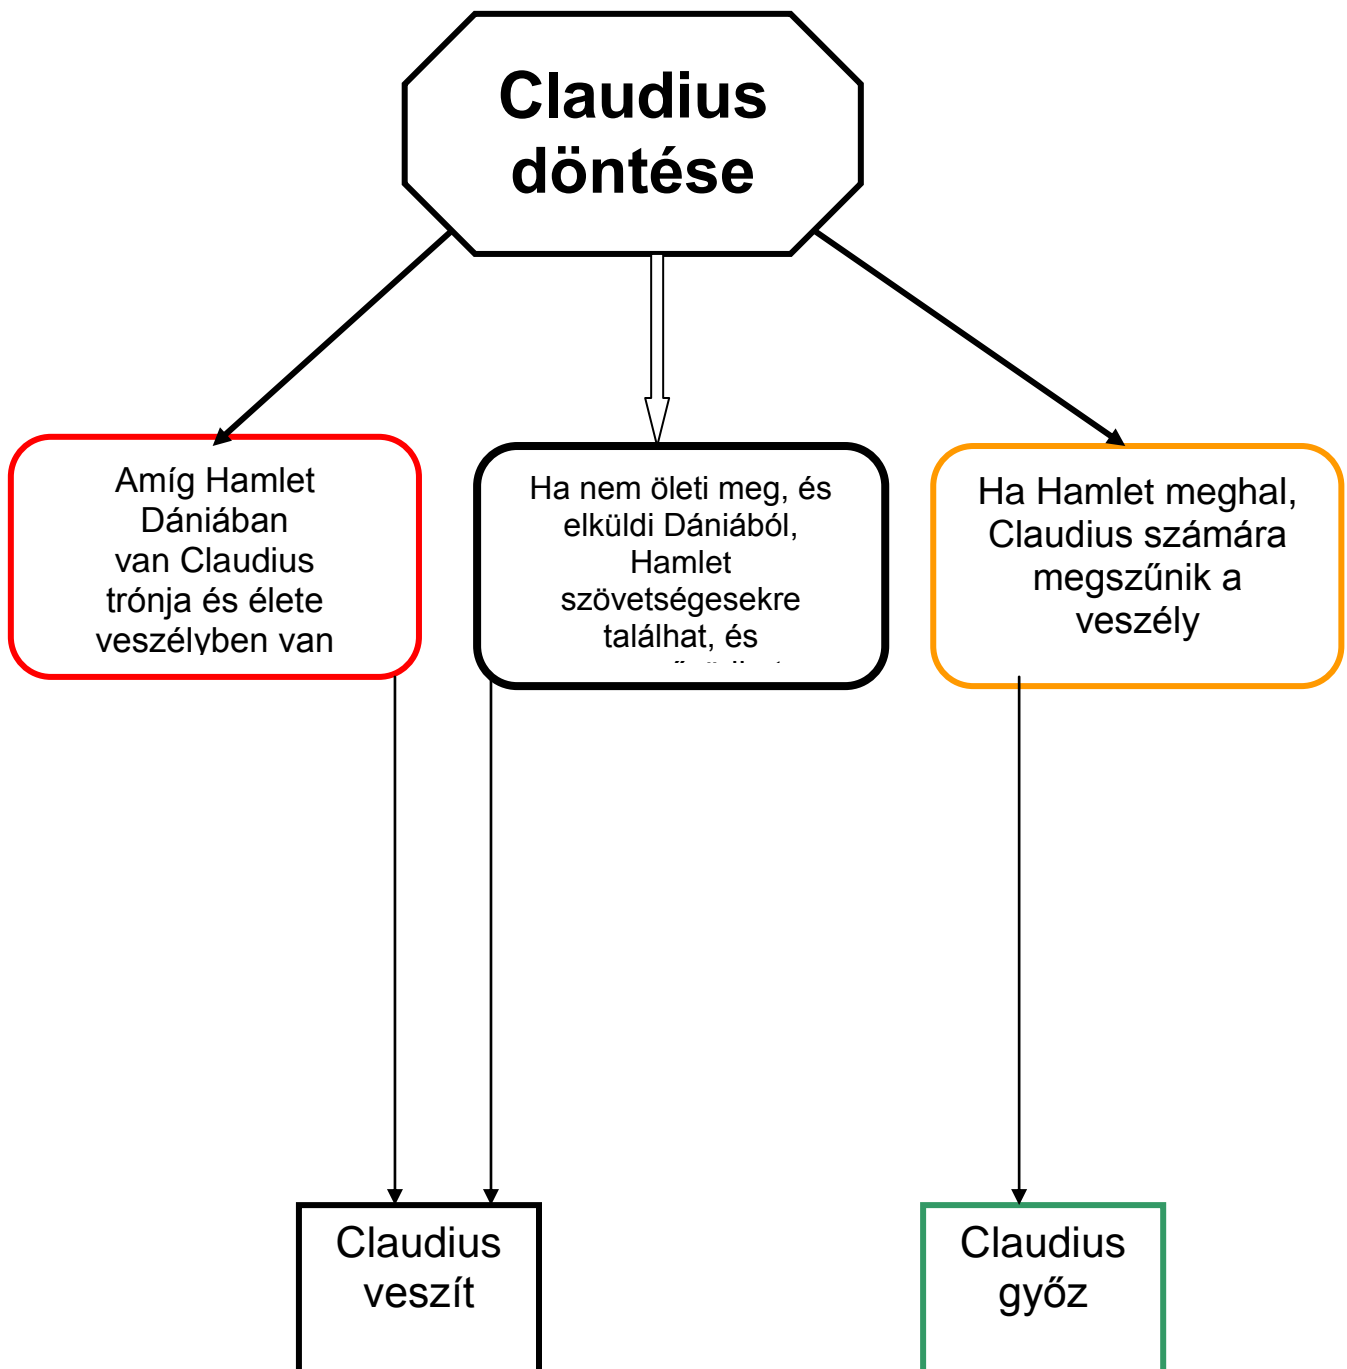 Claudius
döntése
Amíg Hamlet
Dániában
van Claudius
trónja és élete
veszélyben van
Ha nem öleti meg, és
elküldi Dániából,
Hamlet
szövetségesekre
találhat, és
Ha Hamlet meghal,
Claudius számára
megszűnik a
veszély
Claudius
veszít
Claudius
győz